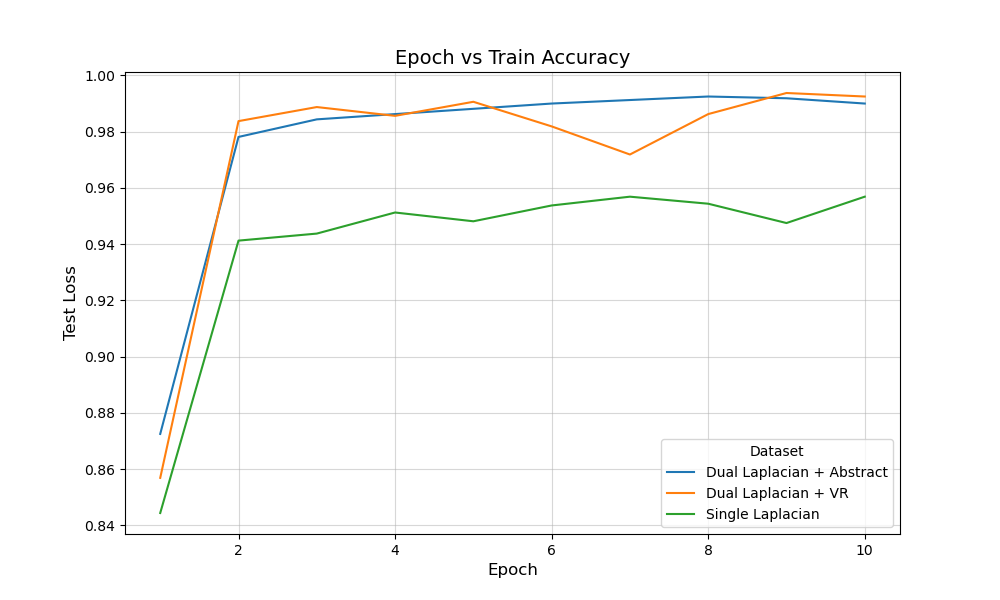 Epoch vs Train Accuracy
1.00
0.98
0.96
0.94
0.92
0.90
0.88
0.86
0.84
Test Loss
2
4
6
8
10
Epoch
Dataset
Dual Laplacian + Abstract
Dual Laplacian + VR
Single Laplacian